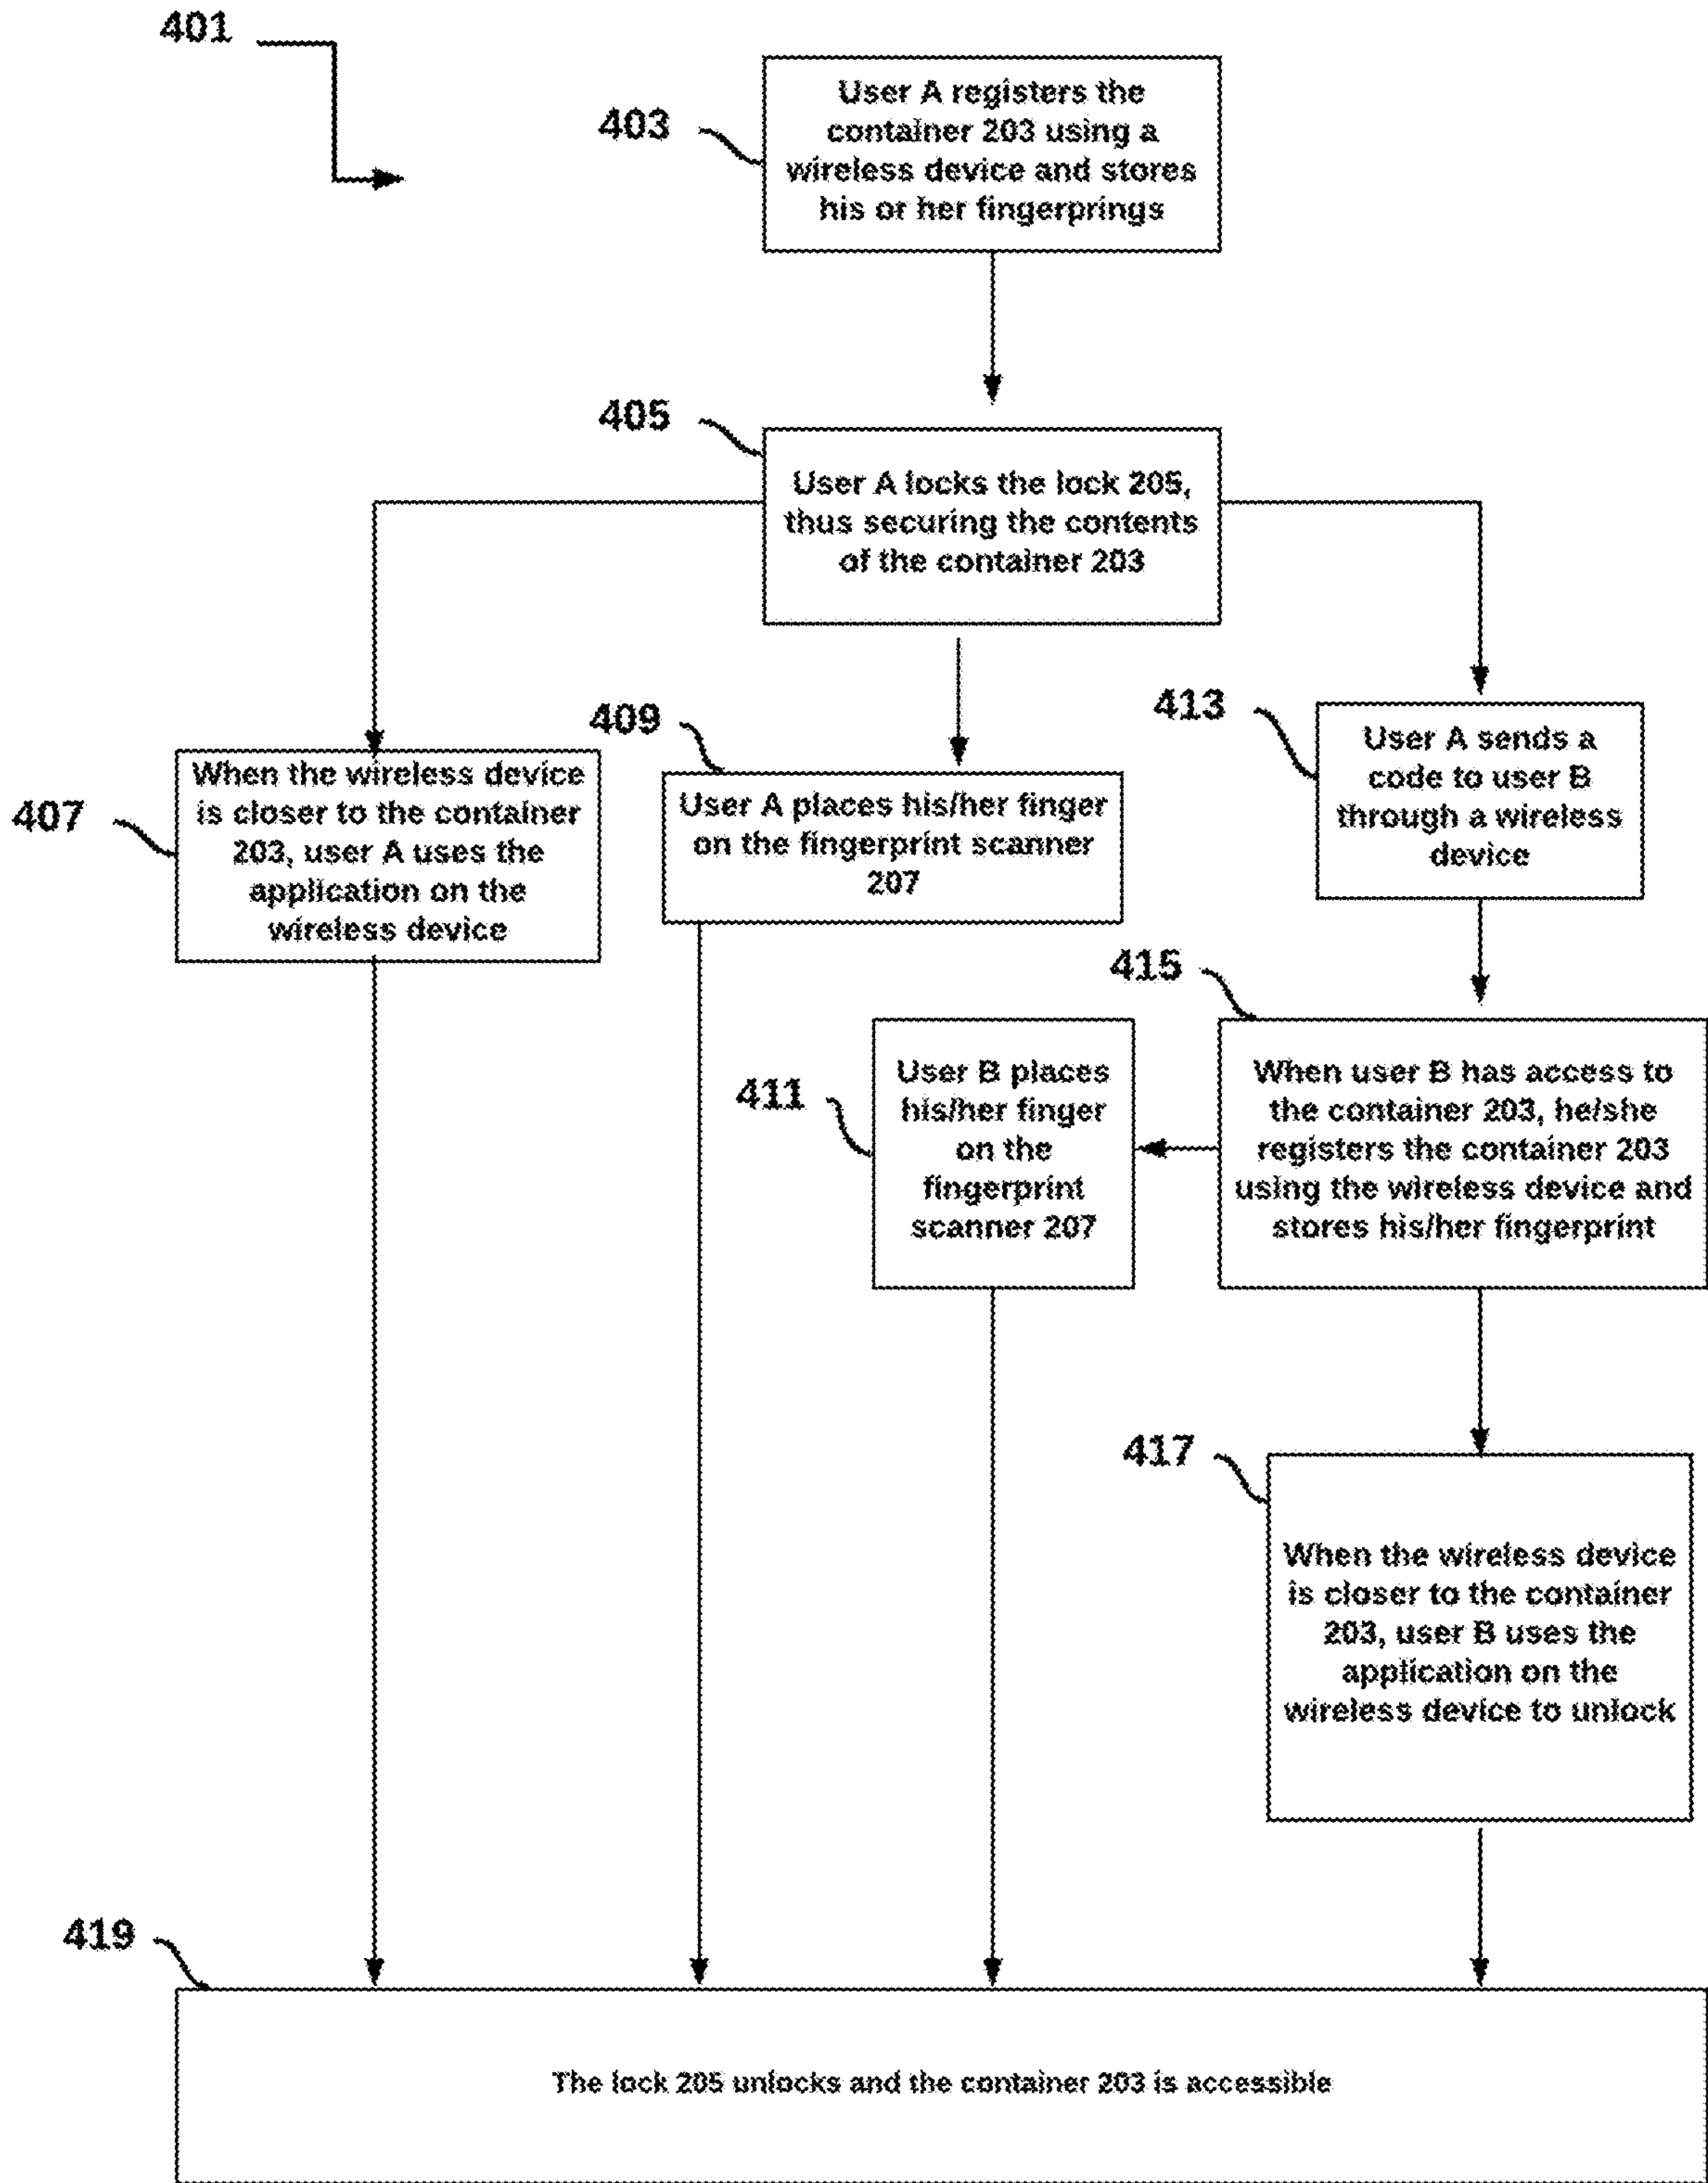 401
403
User A registers the
container 203 using a
wireless device and stores
his or her fingerprings
405
User A locks the lock 205,
thus securing the contents
of the container 203
407
When the wireless device
is closer to the container
203, user A uses the
application on the
wireless device
409
User A places his/her finger
on the fingerprint scanner
207
413
User A sends a
code to user B
through a wireless
device
415
When user B has access to
the container 203, he/she
registers the container 203
using the wireless device and
stores his/her fingerprint
411
User B places
his/her finger
on the
fingerprint
scanner 207
417
When the wireless device
is closer to the container
203, user B uses the
application on the
wireless device to unlock
419
The lock 205 unlocks and the container 203 is accessible